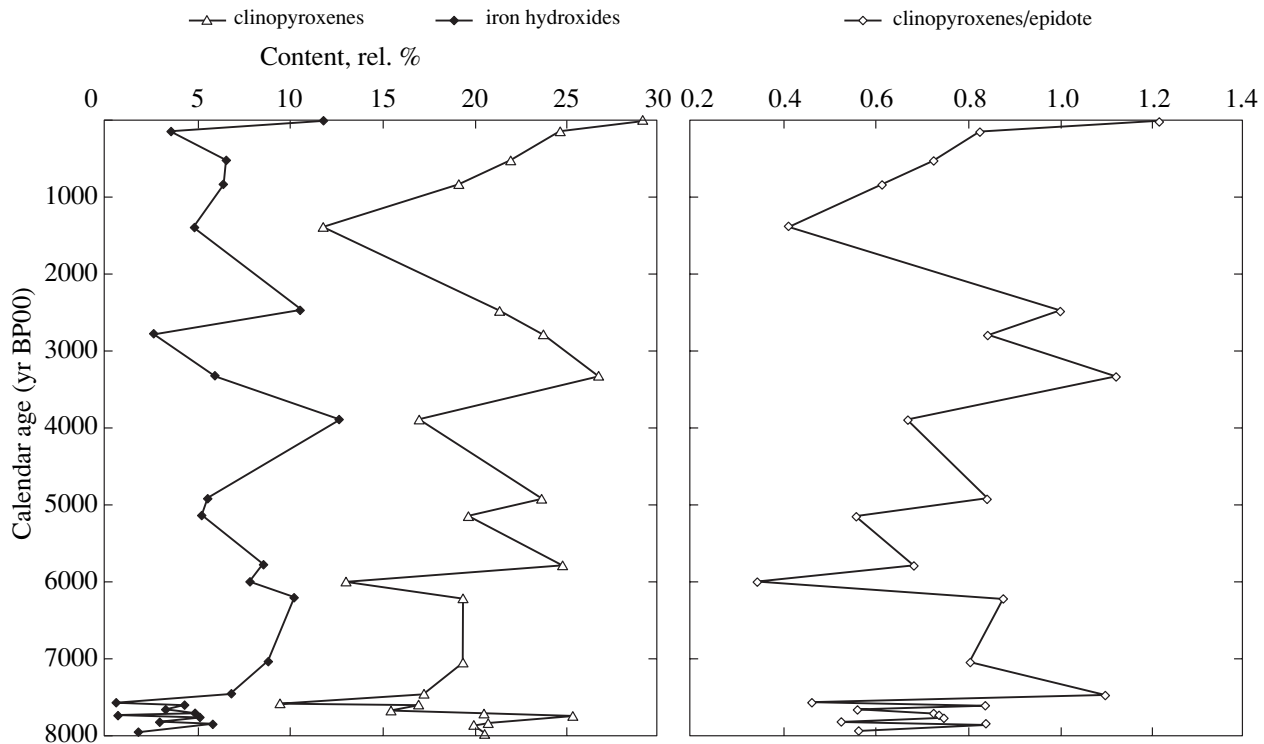 clinopyroxenes iron hydroxides clinopyroxenes/epidote
Content, rel. %
0 5 10 15 20 25 30 0.2 0.4 0.6 0.8 1.0 1.2 1.4
1000
2000
3000
4000
5000
6000
7000
8000
Calendar age (yr BP00)